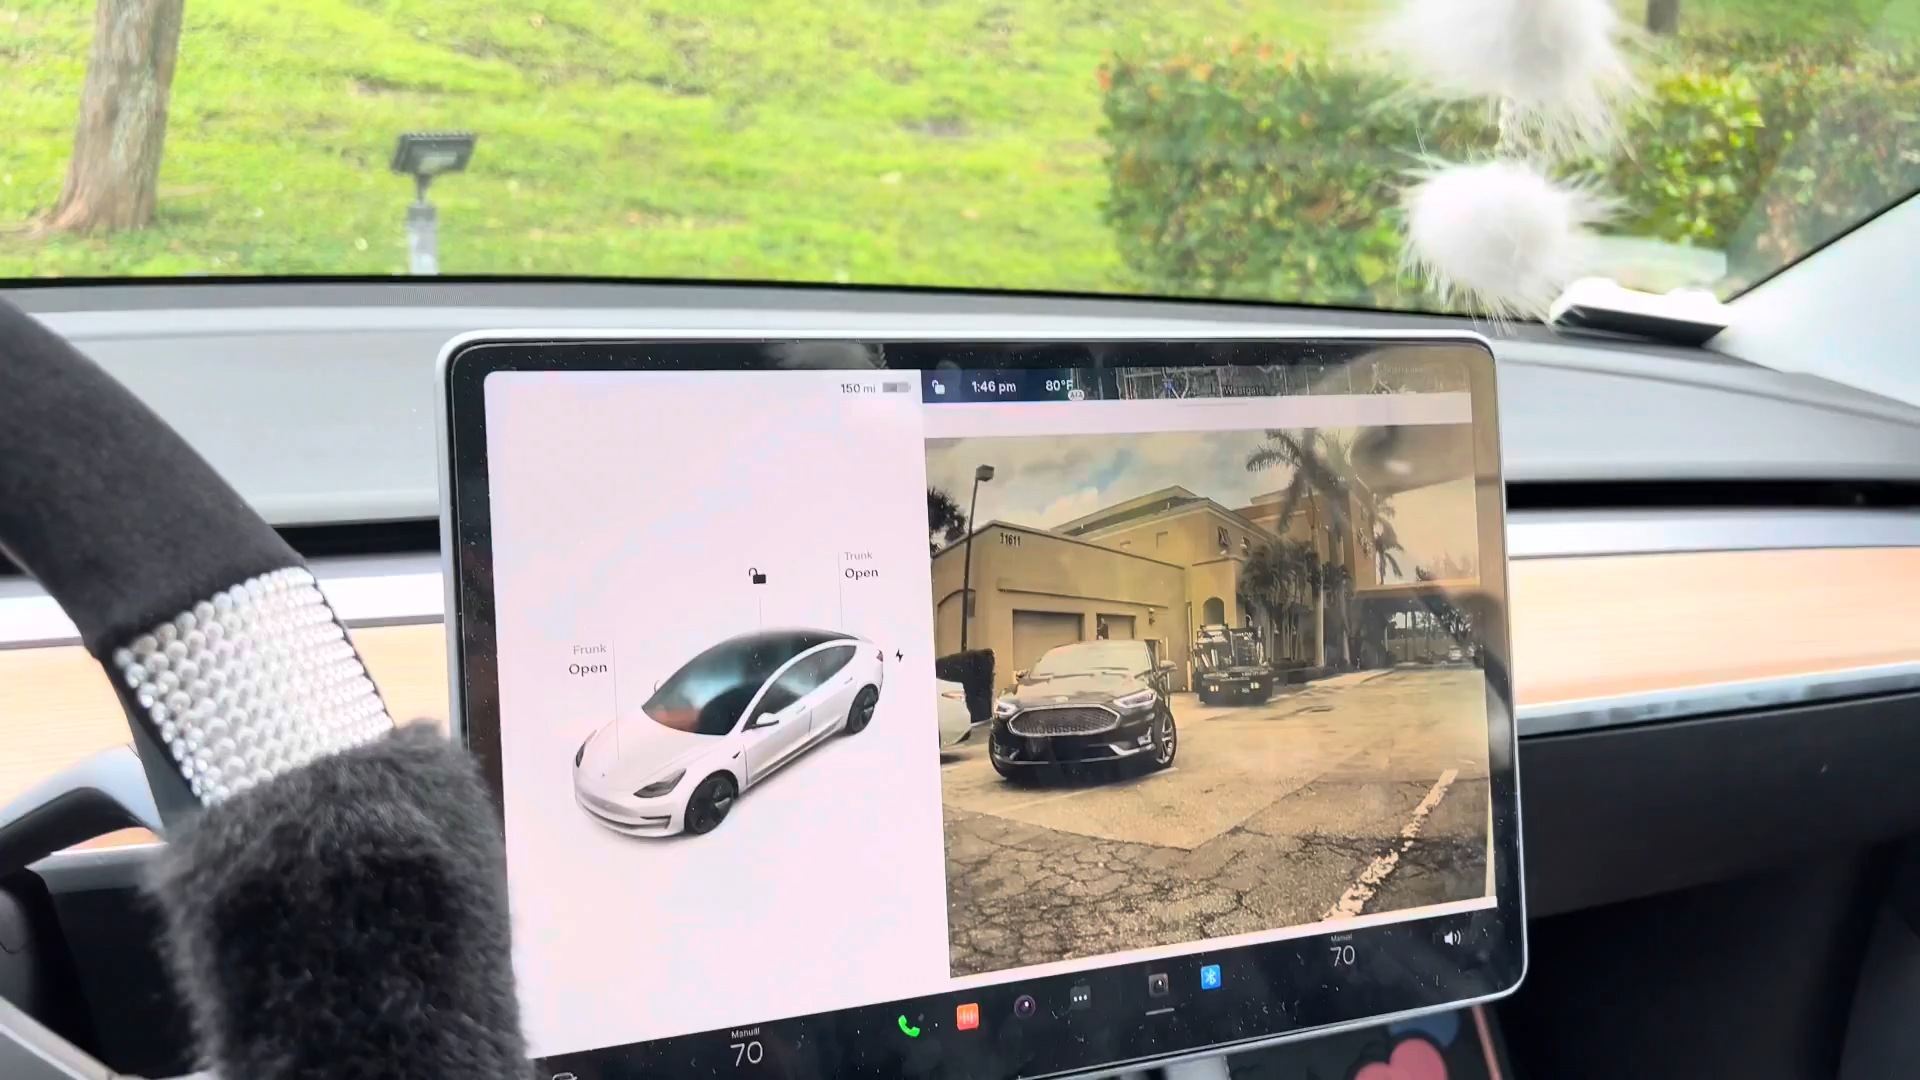 150 mi
1:46 pm
80°F
Westgate
Trunk
Open
Frunk
Open
11611
Manual
70
Manual
70